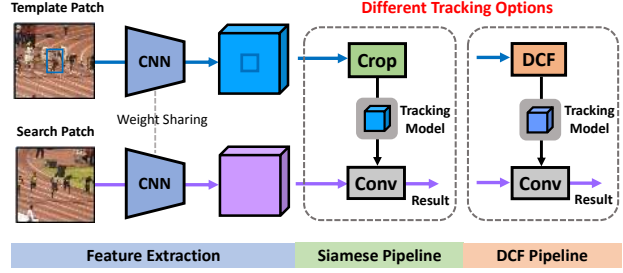 Template Patch
Different Tracking Options
CNN
Crop
DCF
Weight Sharing
Tracking
Model
Tracking
Model
Search Patch
CNN
Conv
Result
Conv
Result
Feature Extraction
Siamese Pipeline
DCF Pipeline